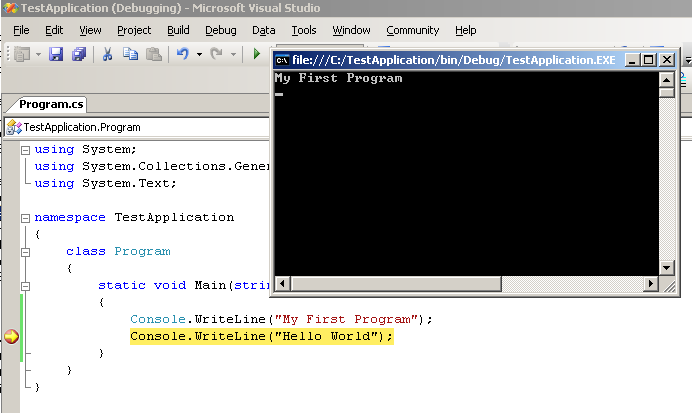 TestApplication (Debugging) - Microsoft Visual Studio
File Edit View Project Build Debug Data Tools Window Community Help
file:///C:/TestApplication/bin/Debug/TestApplication.EXE
My First Program
Program.cs
TestApplication.Program
using System;
using System.Collections.Gener
using System.Text;
namespace TestApplication
{
class Program
{
static void Main(strin
{
Console.WriteLine("My First Program");
Console.WriteLine("Hello World");
}
}
}